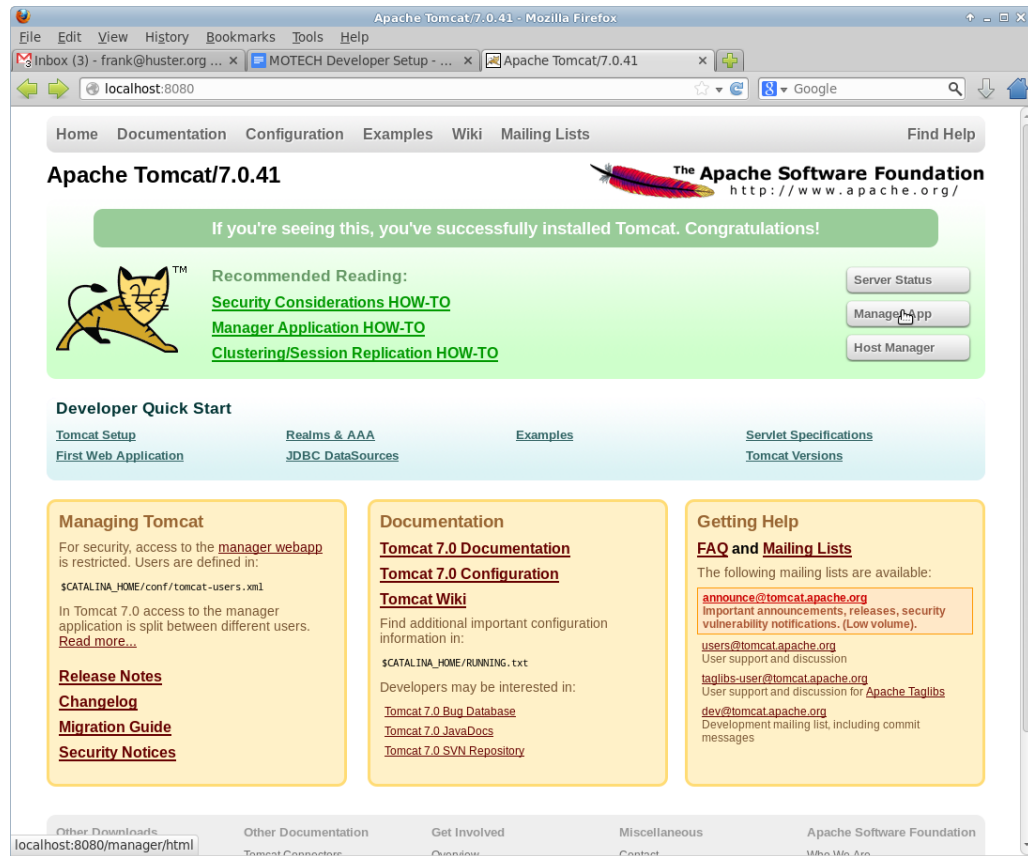 Apache Tomcat/7.0.41 - Mozilla Firefox
File Edit View History Bookmarks Tools Help
Inbox (3) - frank@huster.org ... × MOTECH Developer Setup - ... × Apache Tomcat/7.0.41 ×
localhost:8080 Google
Home Documentation Configuration Examples Wiki Mailing Lists Find Help
Apache Tomcat/7.0.41
The Apache Software Foundation
http://www.apache.org/
If you're seeing this, you've successfully installed Tomcat. Congratulations!
TM
Recommended Reading:
Security Considerations HOW-TO
Manager Application HOW-TO
Clustering/Session Replication HOW-TO
Server Status
Manager App
Host Manager
Developer Quick Start
Tomcat Setup Realms & AAA Examples Servlet Specifications
First Web Application JDBC DataSources Tomcat Versions
Managing Tomcat
For security, access to the manager webapp
is restricted. Users are defined in:
$CATALINA_HOME/conf/tomcat-users.xml
In Tomcat 7.0 access to the manager
application is split between different users.
Read more...
Release Notes
Changelog
Migration Guide
Security Notices
Documentation
Tomcat 7.0 Documentation
Tomcat 7.0 Configuration
Tomcat Wiki
Find additional important configuration
information in:
$CATALINA_HOME/RUNNING.txt
Developers may be interested in:
Tomcat 7.0 Bug Database
Tomcat 7.0 JavaDocs
Tomcat 7.0 SVN Repository
Getting Help
FAQ and Mailing Lists
The following mailing lists are available:
announce@tomcat.apache.org
Important announcements, releases, security
vulnerability notifications. (Low volume).
users@tomcat.apache.org
User support and discussion
taglibs-user@tomcat.apache.org
User support and discussion for Apache Taglibs
dev@tomcat.apache.org
Development mailing list, including commit
messages
Other Downloads Other Documentation Get Involved Miscellaneous Apache Software Foundation
localhost:8080/manager/html
Tomcat Connectors Overview Contact Who We Are